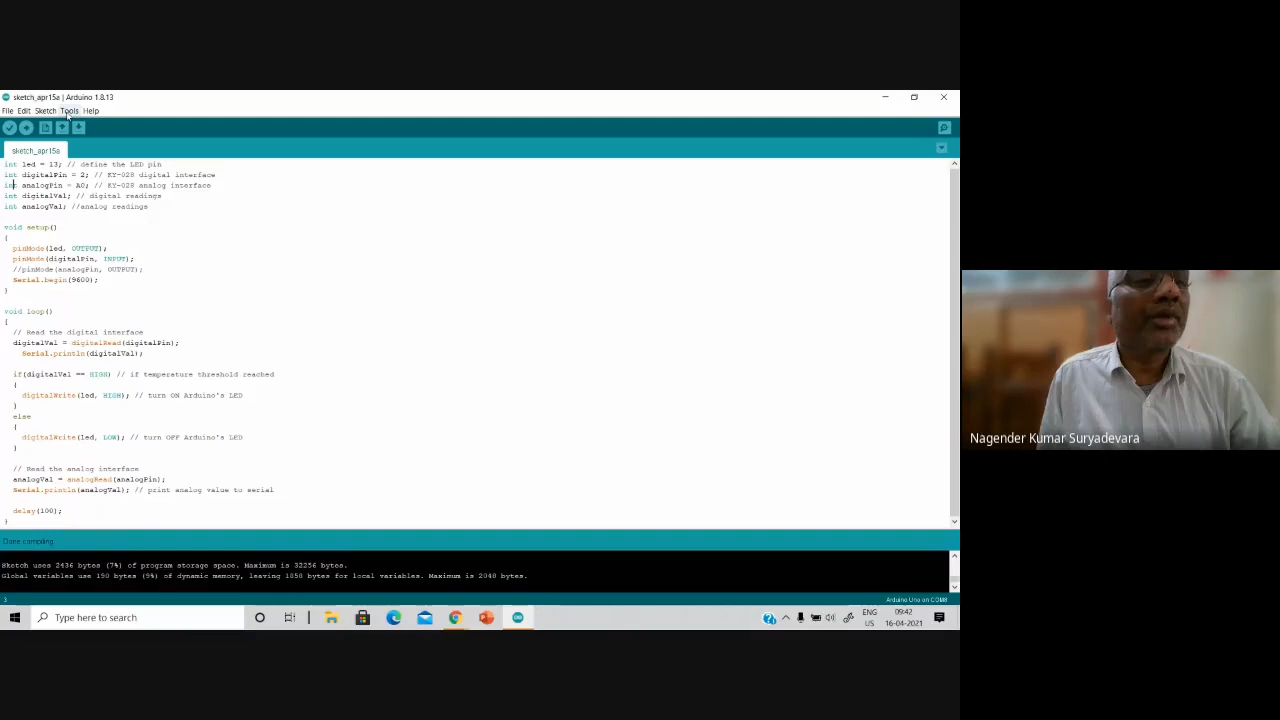 sketch_apr15a | Arduino 1.8.13
File Edit Sketch Tools Help
sketch_apr15a
int led = 13; // define the LED pin
int digitalPin = 2; // KY-028 digital interface
int analogPin = A0; // KY-028 analog interface
int digitalVal; // digital readings
int analogVal; //analog readings
void setup()
{
pinMode(led, OUTPUT);
pinMode(digitalPin, INPUT);
//pinMode(analogPin, OUTPUT);
Serial.begin(9600);
}
void loop()
{
// Read the digital interface
digitalVal = digitalRead(digitalPin);
Serial.println(digitalVal);
if(digitalVal == HIGH) // if temperature threshold reached
{
digitalWrite(led, HIGH); // turn ON Arduino's LED
}
else
{
digitalWrite(led, LOW); // turn OFF Arduino's LED
}
// Read the analog interface
analogVal = analogRead(analogPin);
Serial.println(analogVal); // print analog value to serial
delay(100);
}
Done compiling.
Sketch uses 2436 bytes (7%) of program storage space. Maximum is 32256 bytes.
Global variables use 190 bytes (9%) of dynamic memory, leaving 1858 bytes for local variables. Maximum is 2048 bytes.
3
Arduino Uno on COM8
Type here to search
ENG
US
09:42
16-04-2021
Nagender Kumar Suryadevara